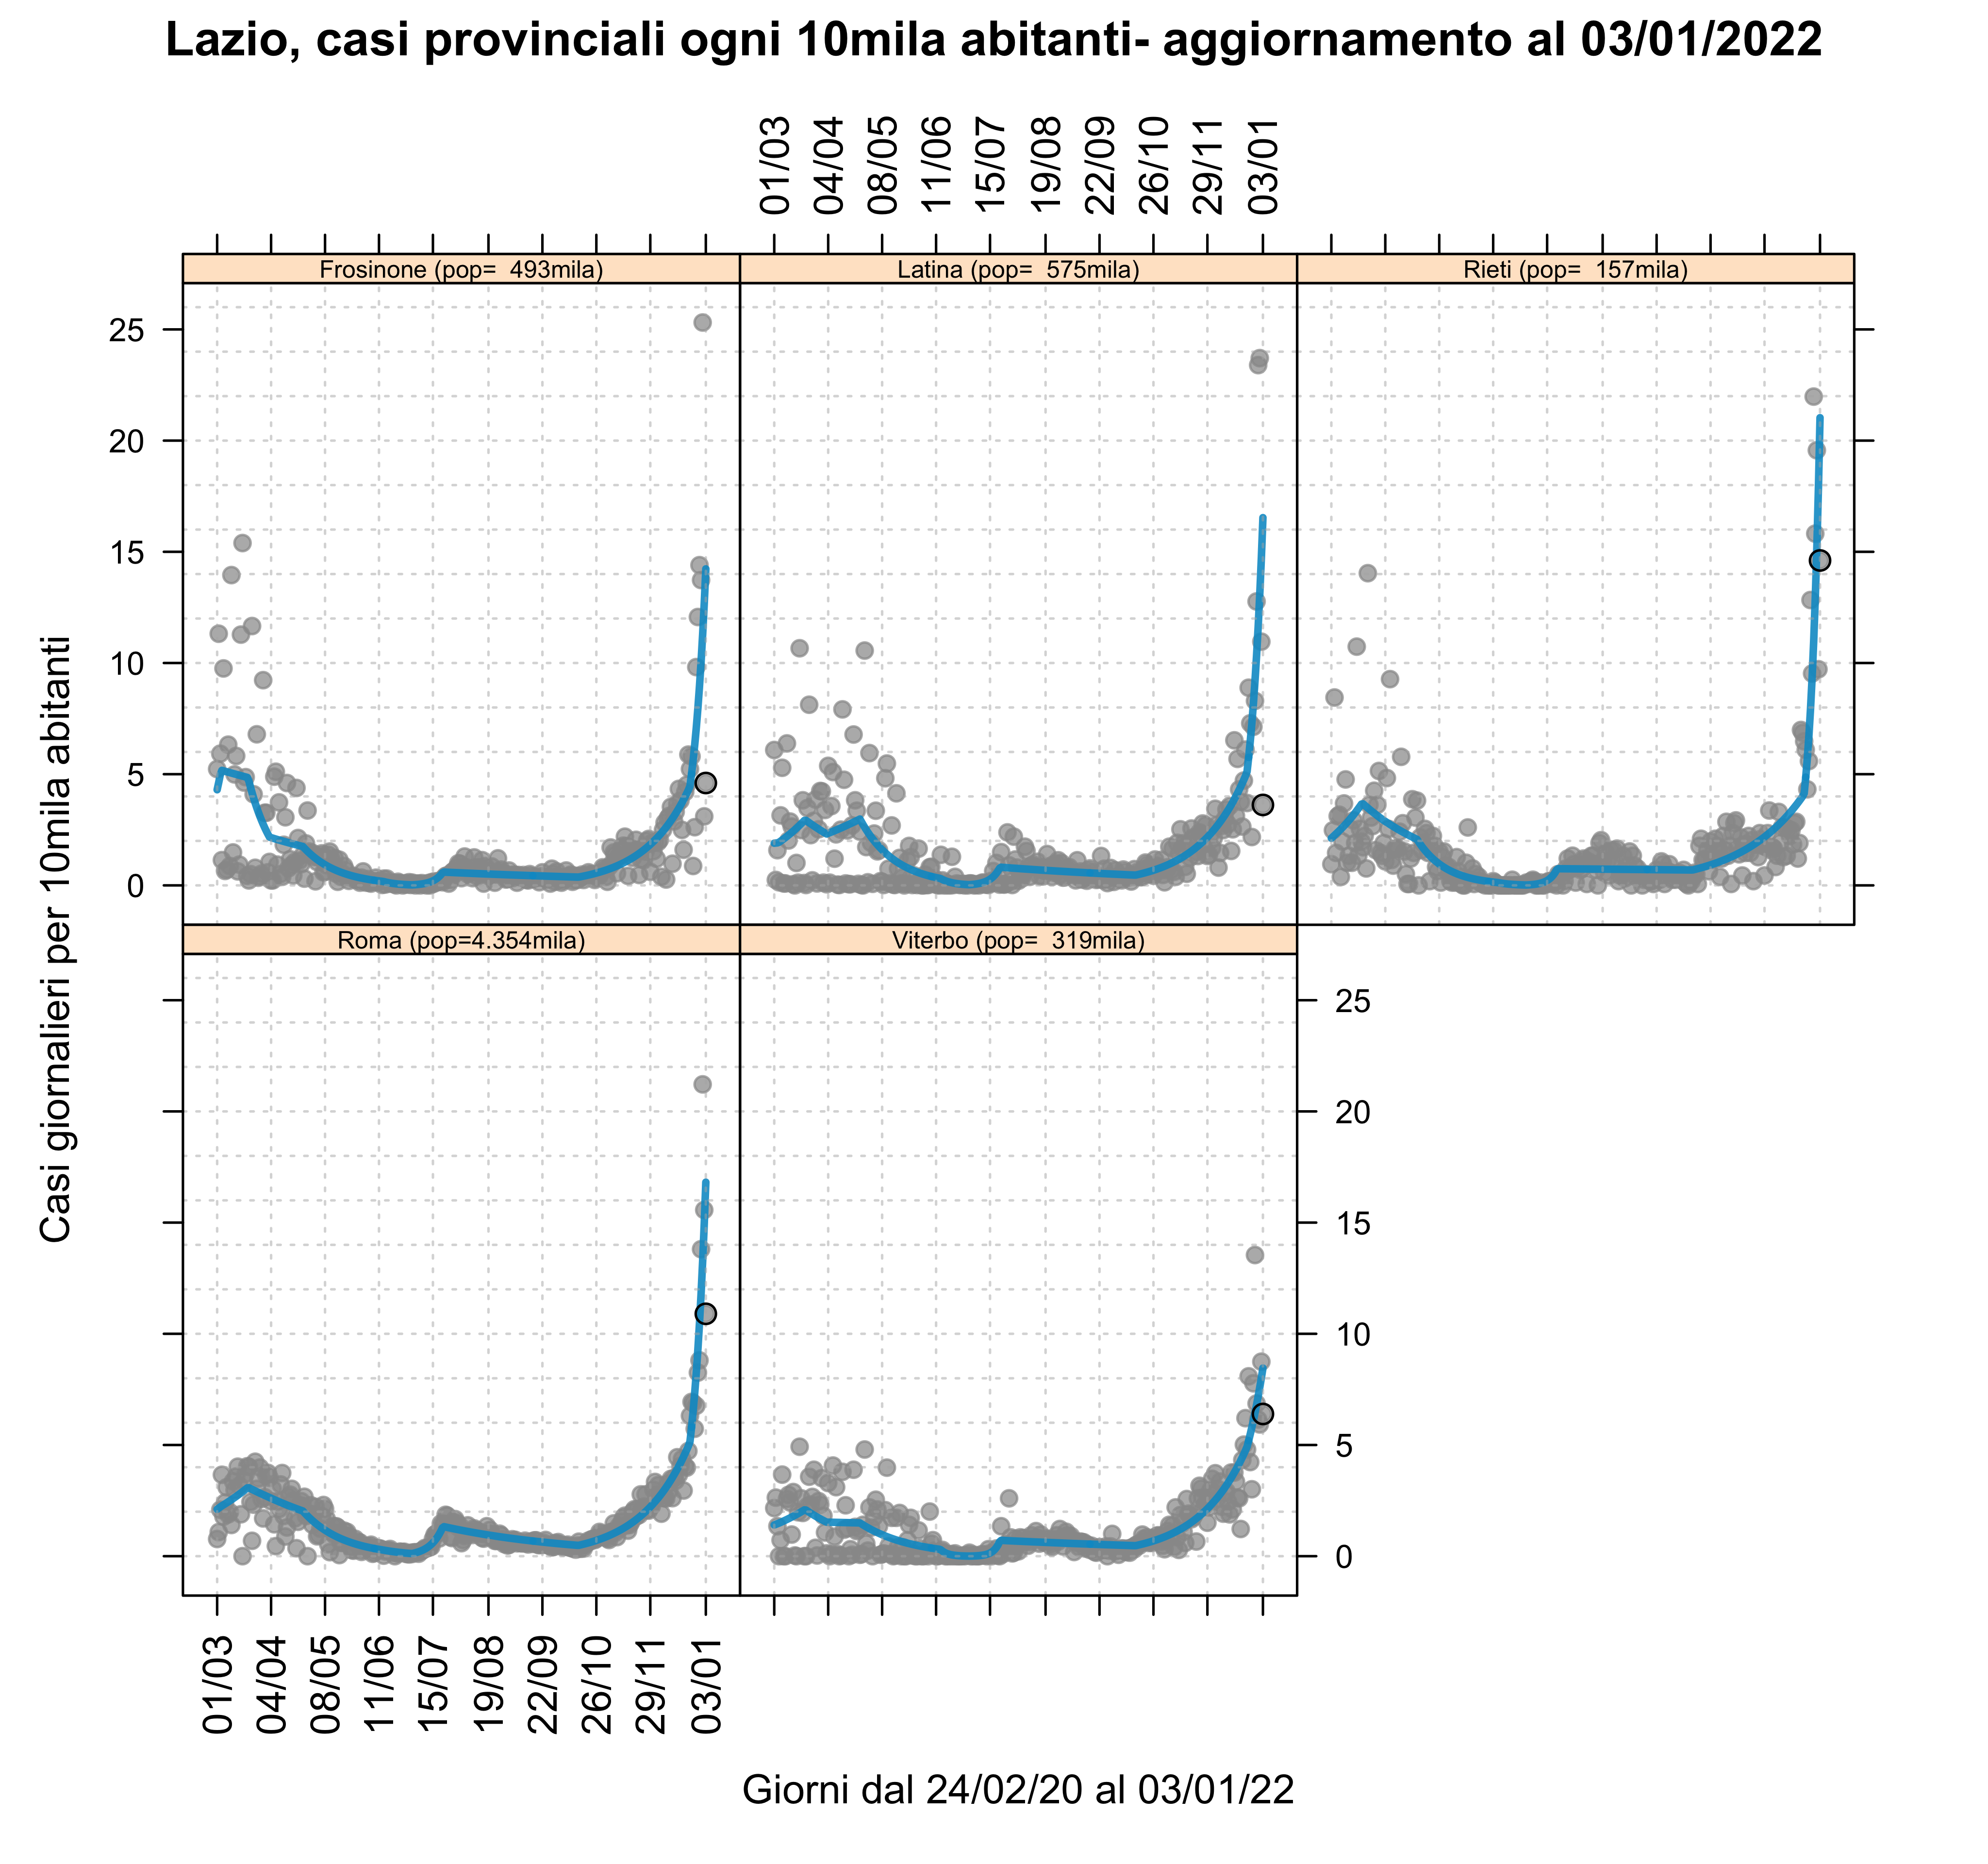 Lazio, casi provinciali ogni 10mila abitanti- aggiornamento al 03/01/2022
01/03 04/04 08/05 11/06 15/07 19/08 22/09 26/10 29/11 03/01
Frosinone (pop=  493mila)
Latina (pop=  575mila)
Rieti (pop=  157mila)
25
20
15
10
5
0
Casi giornalieri per 10mila abitanti
Roma (pop=4.354mila)
Viterbo (pop=  319mila)
25
20
15
10
5
0
01/03 04/04 08/05 11/06 15/07 19/08 22/09 26/10 29/11 03/01
Giorni dal 24/02/20 al 03/01/22